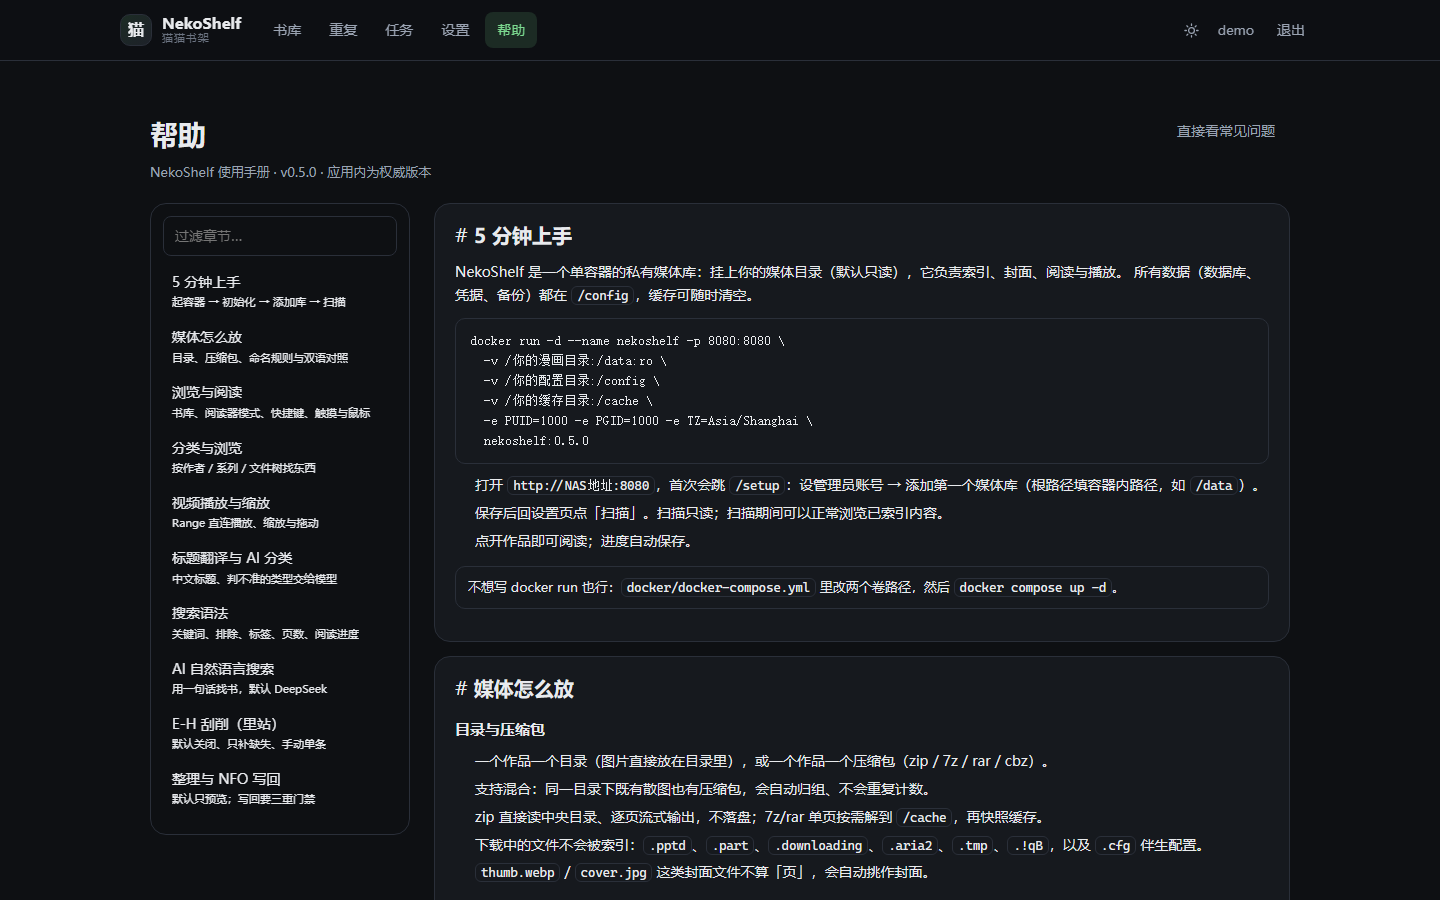 猫
NekoShelf
猫猫书架
书库
重复
任务
设置
帮助
demo
退出
帮助
直接看常见问题
NekoShelf 使用手册 · v0.5.0 · 应用内为权威版本
过滤章节...
5 分钟上手
起容器 → 初始化 → 添加库 → 扫描
媒体怎么放
目录、压缩包、命名规则与双语对照
浏览与阅读
书库、阅读器模式、快捷键、触摸与鼠标
分类与浏览
按作者 / 系列 / 文件树找东西
视频播放与缩放
Range 直连播放、缩放与拖动
标题翻译与 AI 分类
中文标题、判不准的类型交给模型
搜索语法
关键词、排除、标签、页数、阅读进度
AI 自然语言搜索
用一句话找书，默认 DeepSeek
E-H 刮削（里站）
默认关闭、只补缺失、手动单条
整理与 NFO 写回
默认只预览；写回要三重门禁
# 5 分钟上手
NekoShelf 是一个单容器的私有媒体库：挂上你的媒体目录（默认只读），它负责索引、封面、阅读与播放。 所有数据（数据库、
凭据、备份）都在 /config，缓存可随时清空。
docker run -d --name nekoshelf -p 8080:8080 \
-v /你的漫画目录:/data:ro \
-v /你的配置目录:/config \
-v /你的缓存目录:/cache \
-e PUID=1000 -e PGID=1000 -e TZ=Asia/Shanghai \
nekoshelf:0.5.0
打开 http://NAS地址:8080，首次会跳 /setup：设管理员账号 → 添加第一个媒体库（根路径填容器内路径，如 /data）。
保存后回设置页点「扫描」。扫描只读；扫描期间可以正常浏览已索引内容。
点开作品即可阅读；进度自动保存。
不想写 docker run 也行：docker/docker-compose.yml 里改两个卷路径，然后 docker compose up -d。
# 媒体怎么放
目录与压缩包
一个作品一个目录（图片直接放在目录里），或一个作品一个压缩包（zip / 7z / rar / cbz）。
支持混合：同一目录下既有散图也有压缩包，会自动归组、不会重复计数。
zip 直接读中央目录、逐页流式输出，不落盘；7z/rar 单页按需解到 /cache，再快照缓存。
下载中的文件不会被索引：.pptd、.part、.downloading、.aria2、.tmp、.!qB，以及 .cfg 伴生配置。
thumb.webp / cover.jpg 这类封面文件不算「页」，会自动挑作封面。